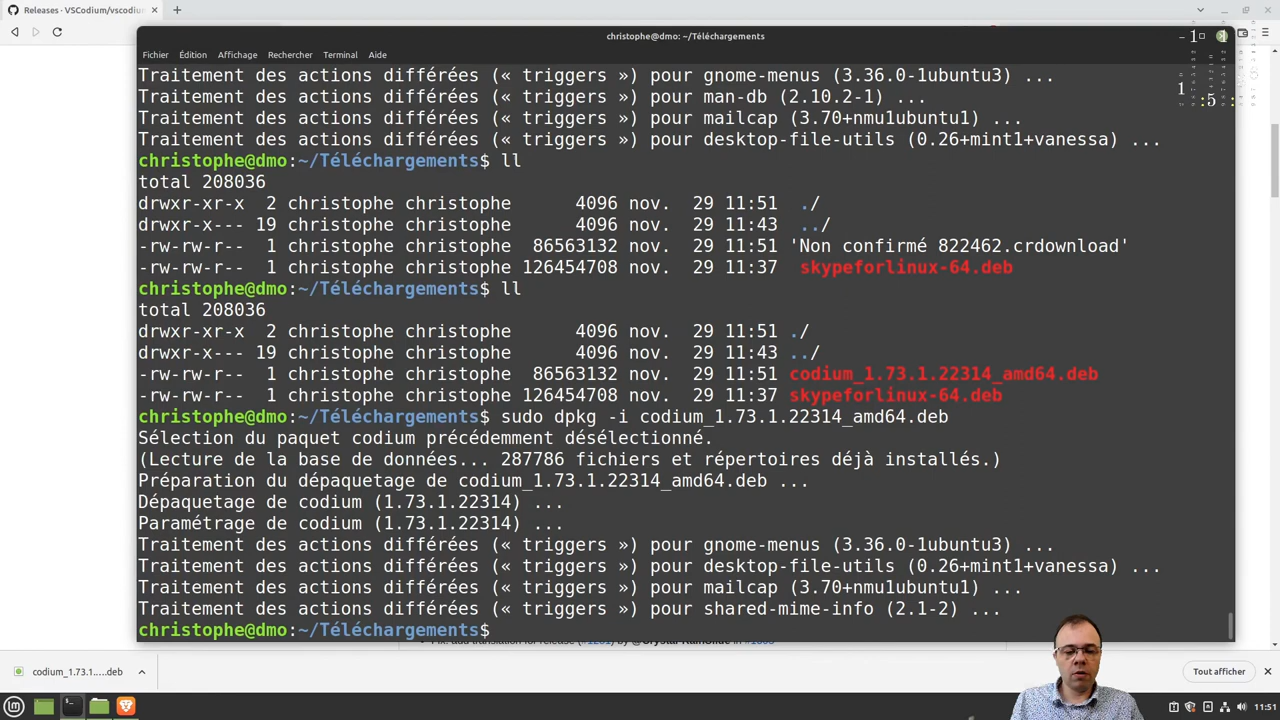 Releases · VSCodium/vscodiu
christophe@dmo: ~/Téléchargements
Fichier Édition Affichage Rechercher Terminal Aide
Traitement des actions différées (« triggers ») pour gnome-menus (3.36.0-1ubuntu3) ...
Traitement des actions différées (« triggers ») pour man-db (2.10.2-1) ...
Traitement des actions différées (« triggers ») pour mailcap (3.70+nmu1ubuntu1) ...
Traitement des actions différées (« triggers ») pour desktop-file-utils (0.26+mint1+vanessa) ...
christophe@dmo:~/Téléchargements$ ll
total 208036
drwxr-xr-x 2 christophe christophe 4096 nov. 29 11:51 ./
drwxr-x--- 19 christophe christophe 4096 nov. 29 11:43 ../
-rw-rw-r-- 1 christophe christophe 86563132 nov. 29 11:51 'Non confirmé 822462.crdownload'
-rw-rw-r-- 1 christophe christophe 126454708 nov. 29 11:37 skypeforlinux-64.deb
christophe@dmo:~/Téléchargements$ ll
total 208036
drwxr-xr-x 2 christophe christophe 4096 nov. 29 11:51 ./
drwxr-x--- 19 christophe christophe 4096 nov. 29 11:43 ../
-rw-rw-r-- 1 christophe christophe 86563132 nov. 29 11:51 codium_1.73.1.22314_amd64.deb
-rw-rw-r-- 1 christophe christophe 126454708 nov. 29 11:37 skypeforlinux-64.deb
christophe@dmo:~/Téléchargements$ sudo dpkg -i codium_1.73.1.22314_amd64.deb
Sélection du paquet codium précédemment désélectionné.
(Lecture de la base de données... 287786 fichiers et répertoires déjà installés.)
Préparation du dépaquetage de codium_1.73.1.22314_amd64.deb ...
Dépaquetage de codium (1.73.1.22314) ...
Paramétrage de codium (1.73.1.22314) ...
Traitement des actions différées (« triggers ») pour gnome-menus (3.36.0-1ubuntu3) ...
Traitement des actions différées (« triggers ») pour desktop-file-utils (0.26+mint1+vanessa) ...
Traitement des actions différées (« triggers ») pour mailcap (3.70+nmu1ubuntu1) ...
Traitement des actions différées (« triggers ») pour shared-mime-info (2.1-2) ...
christophe@dmo:~/Téléchargements$
codium_1.73.1....deb
Tout afficher
11:51